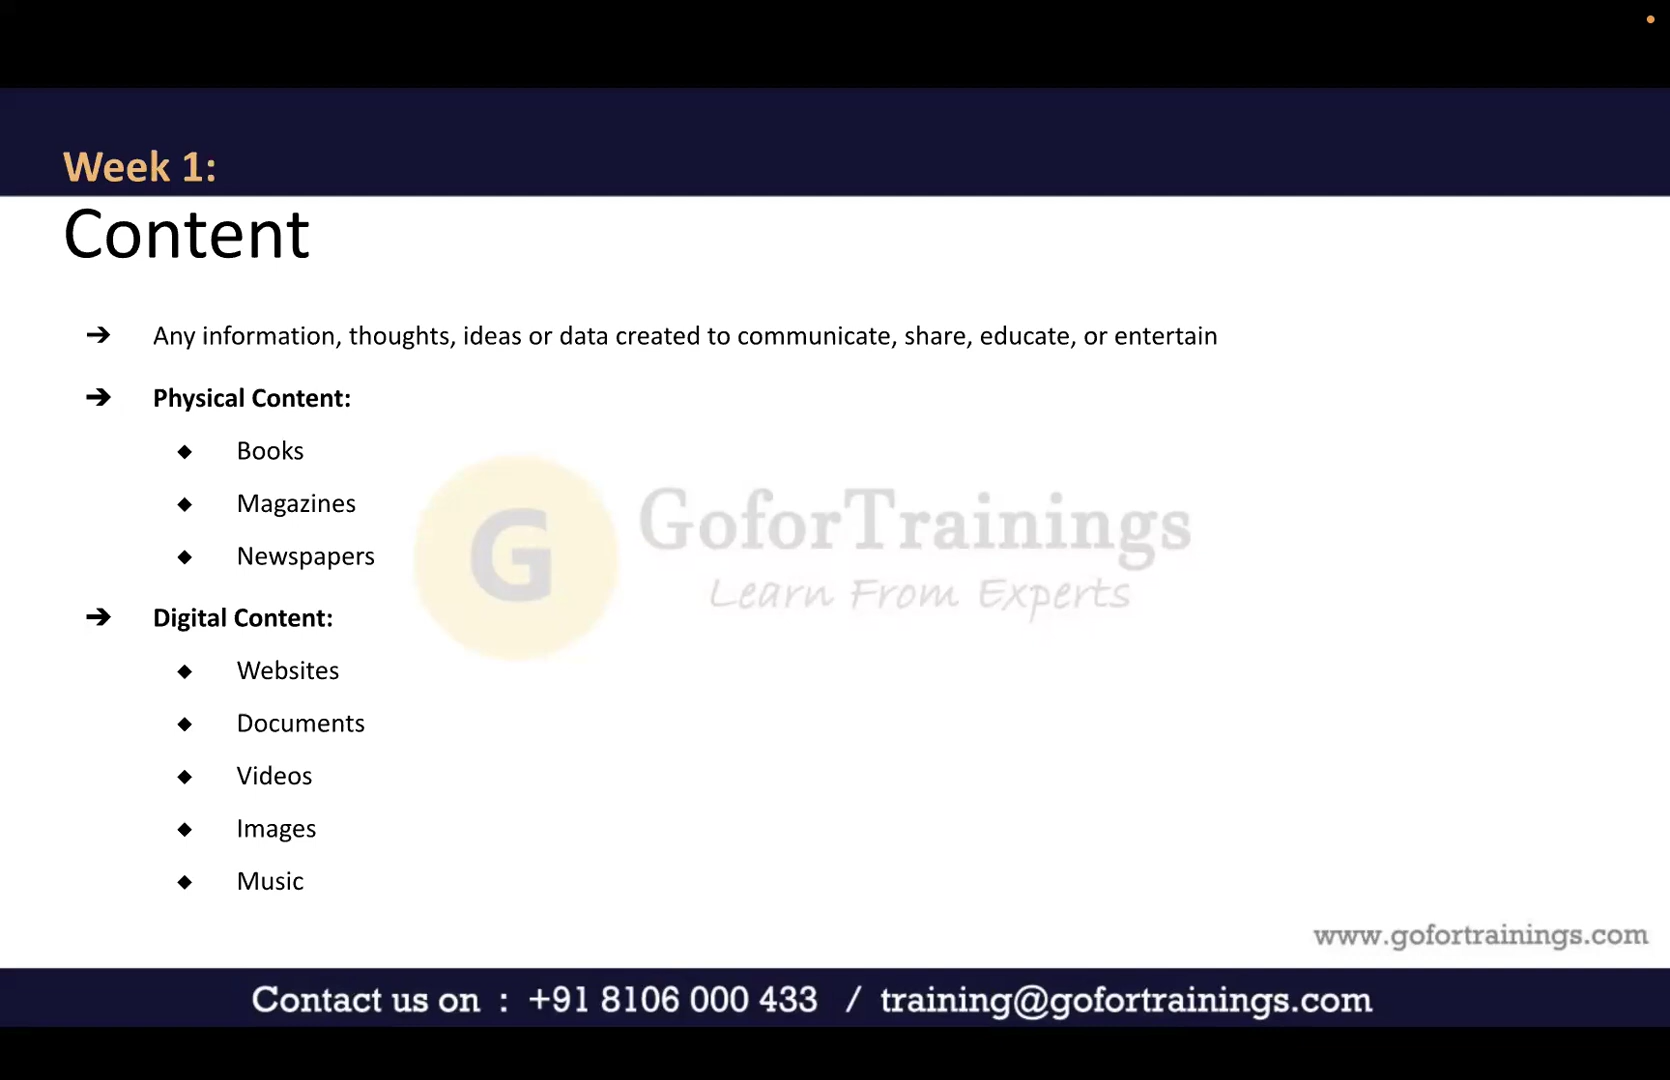 Week 1:
Content
➔ Any information, thoughts, ideas or data created to communicate, share, educate, or entertain
➔ Physical Content:
◆ Books
◆ Magazines
◆ Newspapers
➔ Digital Content:
◆ Websites
◆ Documents
◆ Videos
◆ Images
◆ Music
G
GoforTrainings
Learn From Experts
www.gofortrainings.com
Contact us on : +91 8106 000 433 / training@gofortrainings.com